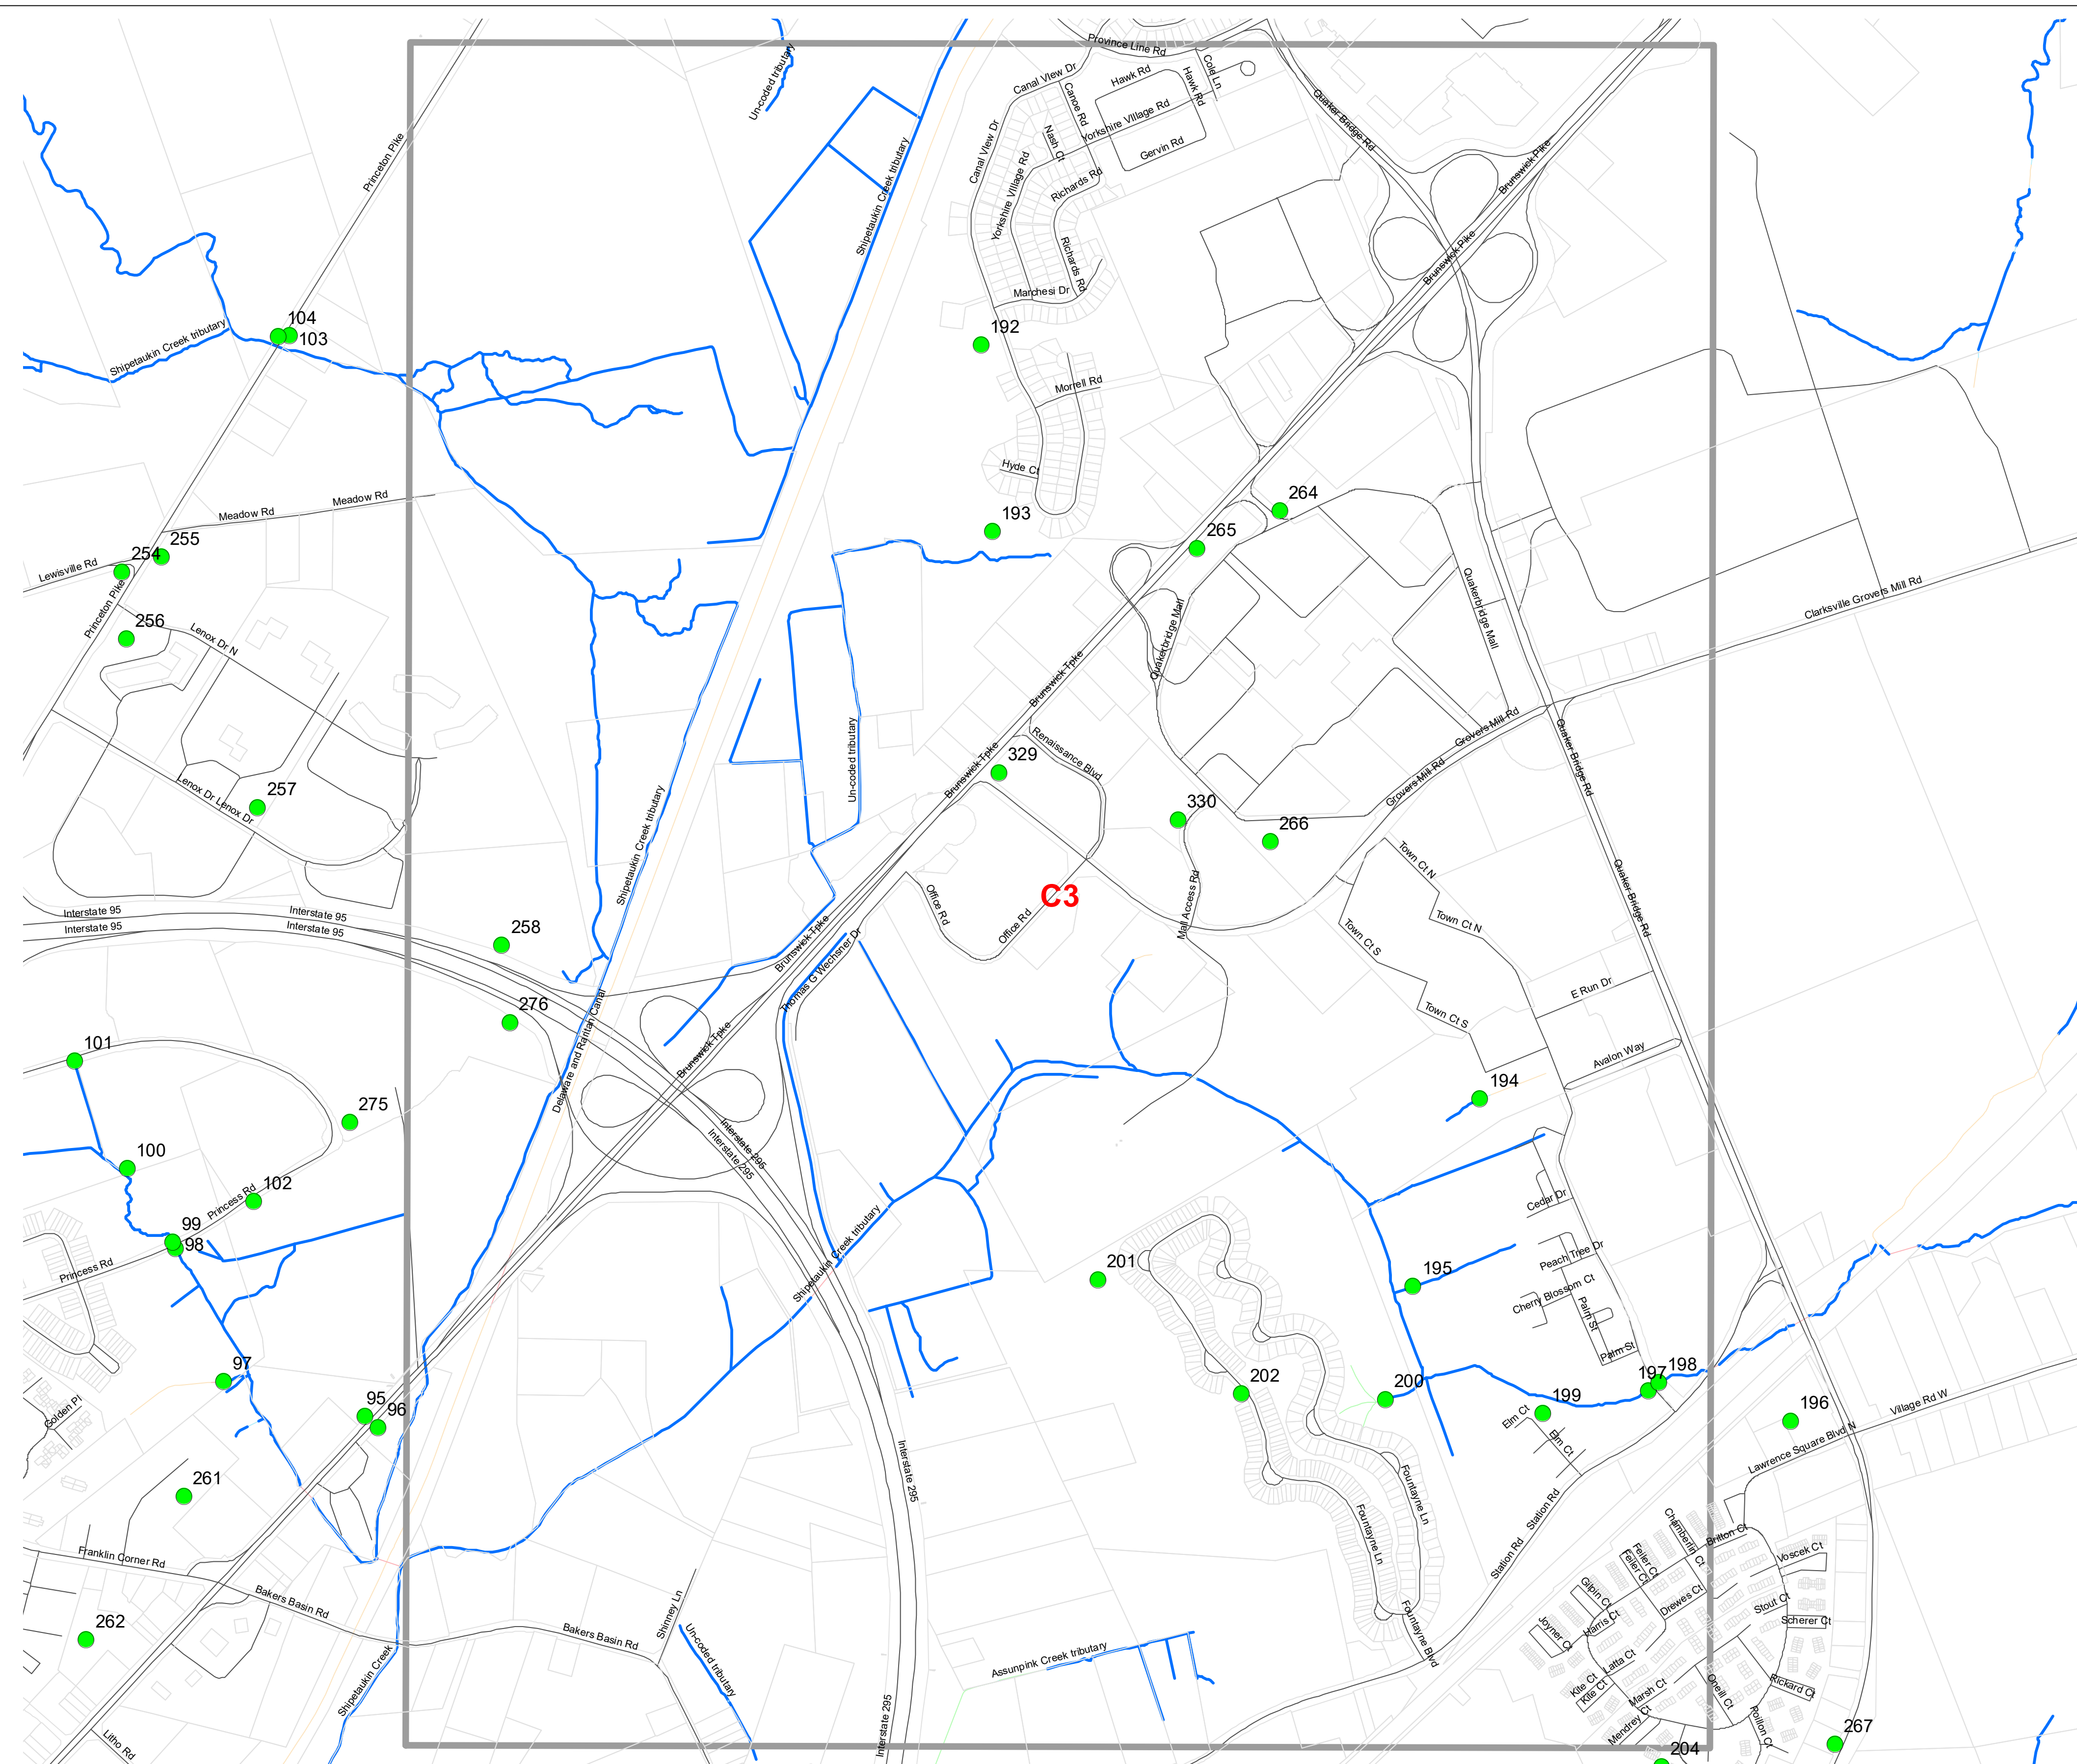 Province Line Rd
Un-coded tributary
Canal View Dr
Hawk Rd
Hawk Rd
Cole Ln
Canoe Rd
Yorkshire Village Rd
Quaker Bridge Rd
Princeton Pike
Canal View Dr
Nash Ct
Gervin Rd
Brunswick Pike
Shipetaukin Creek tributary
Yorkshire Village Rd
Richards Rd
Richards Rd
Brunswick Pike
Marchesi Dr
104
103
192
Shipetaukin Creek tributary
Morrell Rd
Hyde Ct
Meadow Rd
Meadow Rd
264
193
265
255
254
Lewisville Rd
Princeton Pike
256
Lenox Dr N
Quakerbridge Mall
Quakerbridge Mall
Clarksville Grovers Mill Rd
Brunswick Tpke
Grovers Mill Rd
Renaissance Blvd
329
Brunswick Tpke
Un-coded tributary
Quaker Bridge Rd
Grovers Mill Rd
257
Lenox Dr Lenox Dr
330
266
Shipetaukin Creek tributary
Town Ct N
Quaker Bridge Rd
C3
Office Rd
Office Rd
Mall Access Rd
Town Ct N
Town Ct S
Interstate 95
Interstate 95
Interstate 95
Interstate 95
258
Brunswick Tpke
Thomas G Wechsner Dr
E Run Dr
276
Town Ct S
Delaware and Raritan Canal
Brunswick Tpke
101
Avalon Way
194
275
Interstate 295
Interstate 295
100
102
Princess Rd
Cedar Dr
99
98
Shipetaukin Creek tributary
Peach Tree Dr
Princess Rd
201
195
Cherry Blossom Ct
Palm St
Palm St
97
202
200
197
198
199
95
96
Golden Pl
Elm Ct
Elm Ct
196
Village Rd W
Lawrence Square Blvd N
Interstate 295
261
Fountayne Ln
Fountayne Ln
Station Rd
Station Rd
Chamberlin Ct
Britton Ct
Franklin Corner Rd
Feiler Ct
Feiler Ct
Voscek Ct
Bakers Basin Rd
Gilpin Ct
Drewes Ct
Stout Ct
Shinney Ln
Harris Ct
Scherer Ct
262
Bakers Basin Rd
Fountayne Blvd
Joyner Ct
Un-coded tributary
Assunpink Creek tributary
Latta Ct
Shipetaukin Creek
Kite Ct
Kite Ct
Marsh Ct
Oneill Ct
Rickard Ct
Mendrey Ct
Roillon Ct
Interstate 295
Litho Rd
204
267